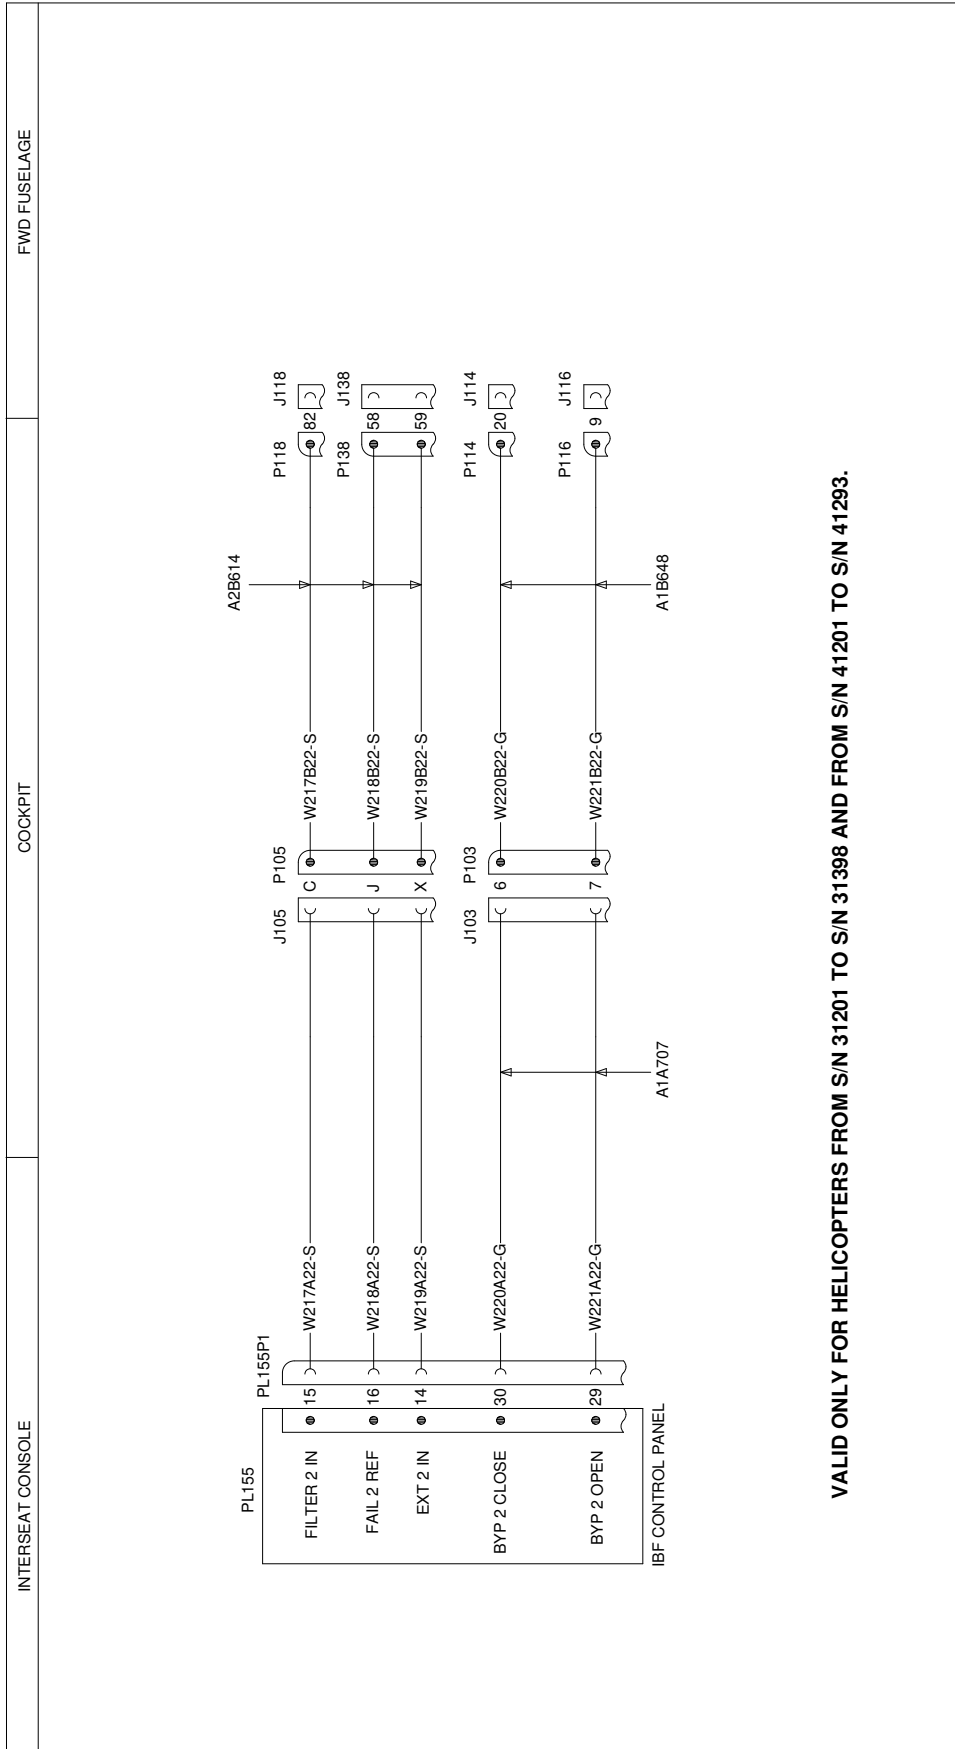 INTERSEAT CONSOLE
COCKPIT
FWD FUSELAGE
A2B614
PL155
PL155P1
J105
P105
P118
J118
FILTER 2 IN
15
W217A22-S
C
W217B22-S
82
P138
J138
FAIL 2 REF
16
W218A22-S
J
W218B22-S
58
EXT 2 IN
14
W219A22-S
X
W219B22-S
59
J103
P103
P114
J114
BYP 2 CLOSE
30
W220A22-G
6
W220B22-G
20
P116
J116
BYP 2 OPEN
29
W221A22-G
7
W221B22-G
9
IBF CONTROL PANEL
A1A707
A1B648
VALID ONLY FOR HELICOPTERS FROM S/N 31201 TO S/N 31398 AND FROM S/N 41201 TO S/N 41293.